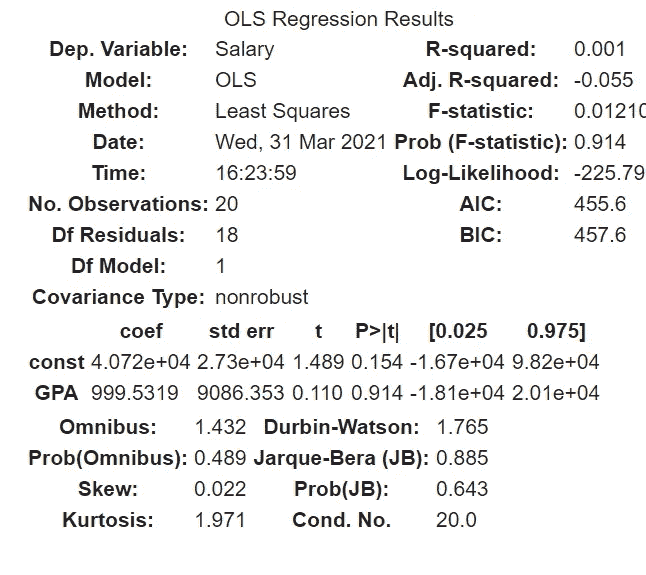 OLS Regression Results
Dep. Variable: Salary R-squared: 0.001
Model: OLS Adj. R-squared: -0.055
Method: Least Squares F-statistic: 0.01210
Date: Wed, 31 Mar 2021 Prob (F-statistic): 0.914
Time: 16:23:59 Log-Likelihood: -225.79
No. Observations: 20 AIC: 455.6
Df Residuals: 18 BIC: 457.6
Df Model: 1
Covariance Type: nonrobust
coef std err t P>|t| [0.025 0.975]
const 4.072e+04 2.73e+04 1.489 0.154 -1.67e+04 9.82e+04
GPA 999.5319 9086.353 0.110 0.914 -1.81e+04 2.01e+04
Omnibus: 1.432 Durbin-Watson: 1.765
Prob(Omnibus): 0.489 Jarque-Bera (JB): 0.885
Skew: 0.022 Prob(JB): 0.643
Kurtosis: 1.971 Cond. No. 20.0